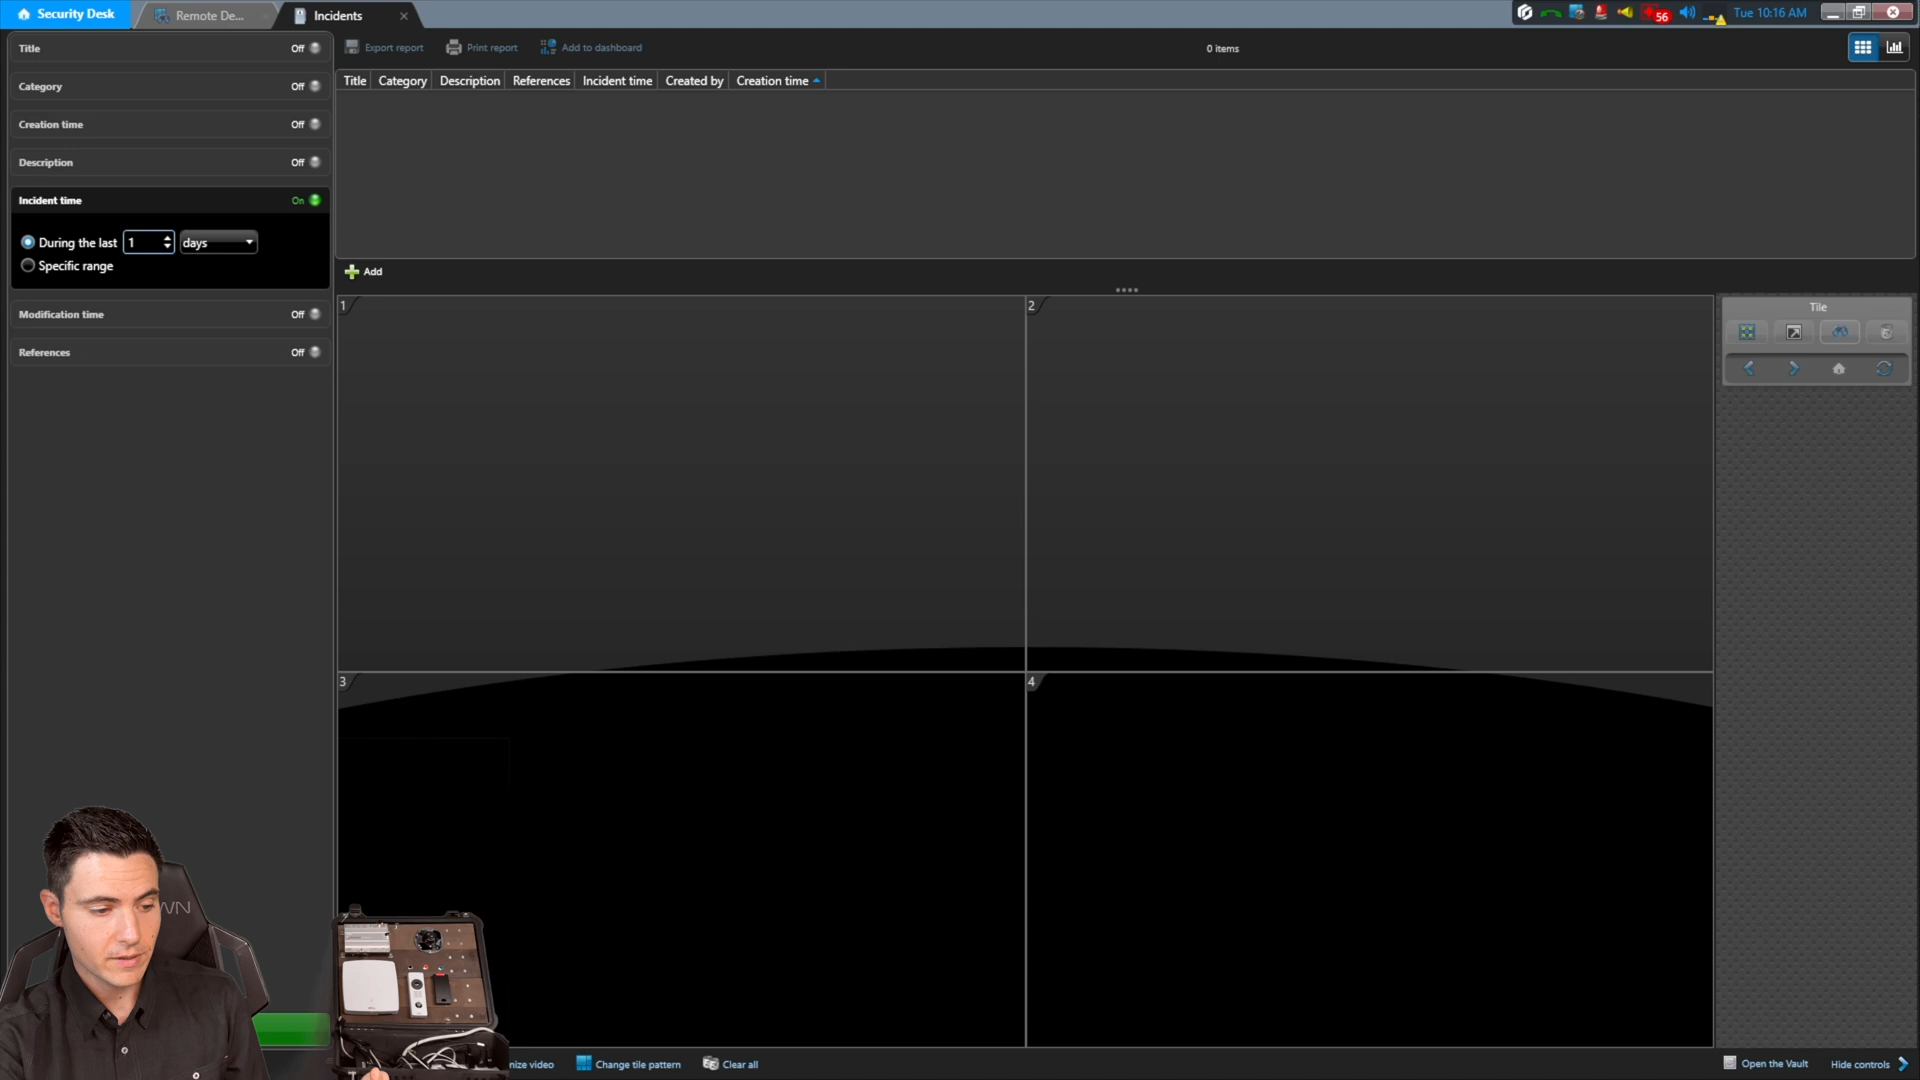 Security Desk
Remote De...
Incidents
56
Tue 10:16 AM
Title Off
Category Off
Creation time Off
Description Off
Incident time On
During the last 1 days
Specific range
Modification time Off
References Off
Export report
Print report
Add to dashboard
0 items
Title Category Description References Incident time Created by Creation time
Add
1
2
3
4
Tile
WN
nize video
Change tile pattern
Clear all
Open the Vault
Hide controls